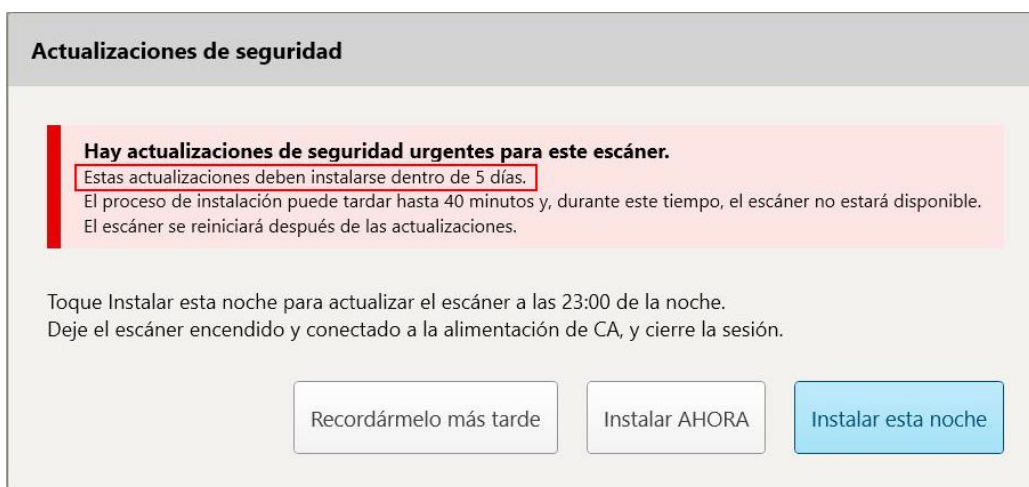 Actualizaciones de seguridad
Hay actualizaciones de seguridad urgentes para este escáner.
Estas actualizaciones deben instalarse dentro de 5 días.
El proceso de instalación puede tardar hasta 40 minutos y, durante este tiempo, el escáner no estará disponible.
El escáner se reiniciará después de las actualizaciones.
Toque Instalar esta noche para actualizar el escáner a las 23:00 de la noche.
Deje el escáner encendido y conectado a la alimentación de CA, y cierre la sesión.
Recordármelo más tarde
Instalar AHORA
Instalar esta noche